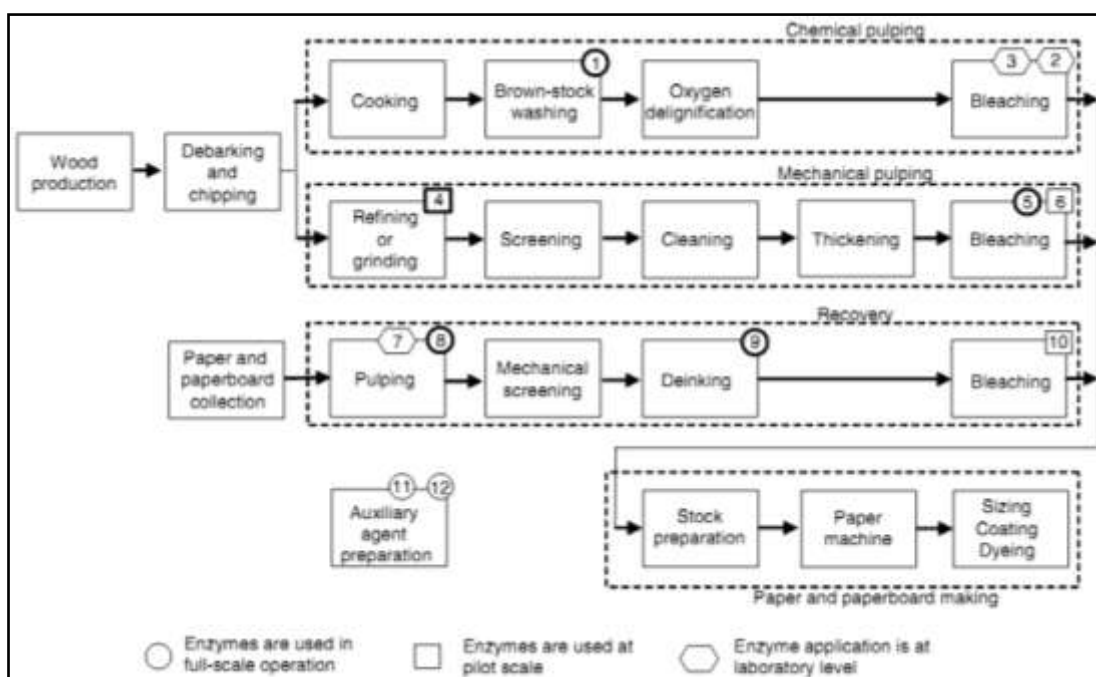 Chemical pulping
Cooking
1
Brown-stock
washing
Oxygen
delignification
3
2
Bleaching
Wood
production
Debarking
and
chipping
Mechanical pulping
4
Refining
or
grinding
Screening
Cleaning
Thickening
5
6
Bleaching
Recovery
Paper and
paperboard
collection
7
8
Pulping
Mechanical
screening
9
Deinking
10
Bleaching
11
12
Auxiliary
agent
preparation
Stock
preparation
Paper
machine
Sizing
Coating
Dyeing
Paper and paperboard making
Enzymes are used in
full-scale operation
Enzymes are used at
pilot scale
Enzyme application is at
laboratory level